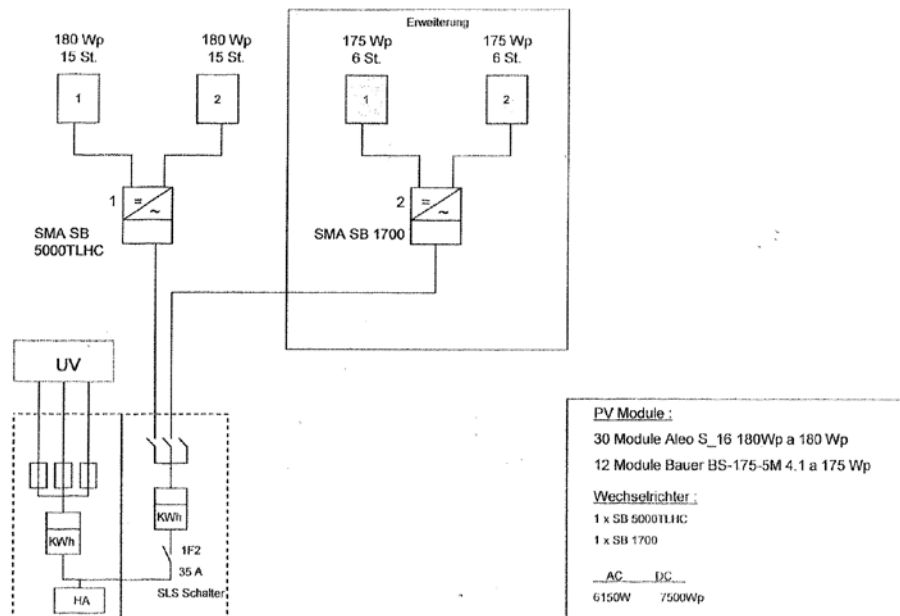 Erweiterung
180 Wp
15 St.
180 Wp
15 St.
175 Wp
6 St.
175 Wp
6 St.
1
2
1
2
1
=
~
2
=
~
SMA SB
5000TLHC
SMA SB 1700
UV
KWh
KWh
1F2
35 A
SLS Schalter
HA
PV Module :
30 Module Aleo S_16 180Wp a 180 Wp
12 Module Bauer BS-175-5M 4.1 a 175 Wp
Wechselrichter :
1 x SB 5000TLHC
1 x SB 1700
AC DC
6150W 7500Wp